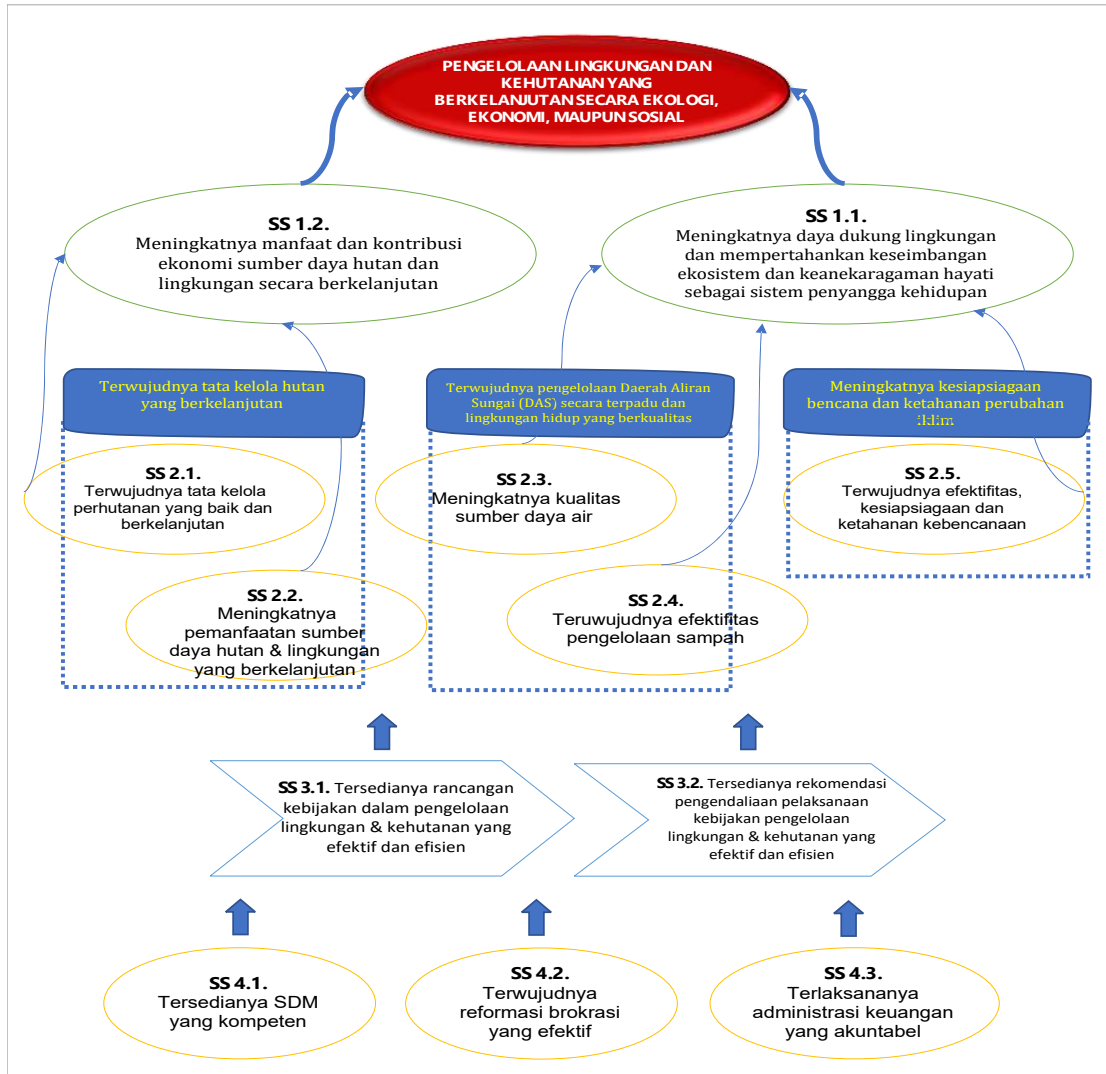 PENGELOLAAN LINGKUNGAN DAN
KEHUTANAN YANG
BERKELANJUTAN SECARA EKOLOGI,
EKONOMI, MAUPUN SOSIAL
SS 1.2.
Meningkatnya manfaat dan kontribusi
ekonomi sumber daya hutan dan
lingkungan secara berkelanjutan
SS 1.1.
Meningkatnya daya dukung lingkungan
dan mempertahankan keseimbangan
ekosistem dan keanekaragaman hayati
sebagai sistem penyangga kehidupan
Terwujudnya tata kelola hutan
yang berkelanjutan
Terwujudnya pengelolaan Daerah Aliran
Sungai (DAS) secara terpadu dan
lingkungan hidup yang berkualitas
Meningkatnya kesiapsiagaan
bencana dan ketahanan perubahan
iklim
SS 2.1.
Terwujudnya tata kelola
perhutanan yang baik dan
berkelanjutan
SS 2.3.
Meningkatnya kualitas
sumber daya air
SS 2.5.
Terwujudnya efektifitas,
kesiapsiagaan dan
ketahanan kebencanaan
SS 2.2.
Meningkatnya
pemanfaatan sumber
daya hutan & lingkungan
yang berkelanjutan
SS 2.4.
Teruwujudnya efektifitas
pengelolaan sampah
SS 3.1. Tersedianya rancangan
kebijakan dalam pengelolaan
lingkungan & kehutanan yang
efektif dan efisien
SS 3.2. Tersedianya rekomendasi
pengendaliaan pelaksanaan
kebijakan pengelolaan
lingkungan & kehutanan yang
efektif dan efisien
SS 4.1.
Tersedianya SDM
yang kompeten
SS 4.2.
Terwujudnya
reformasi brokrasi
yang efektif
SS 4.3.
Terlaksananya
administrasi keuangan
yang akuntabel